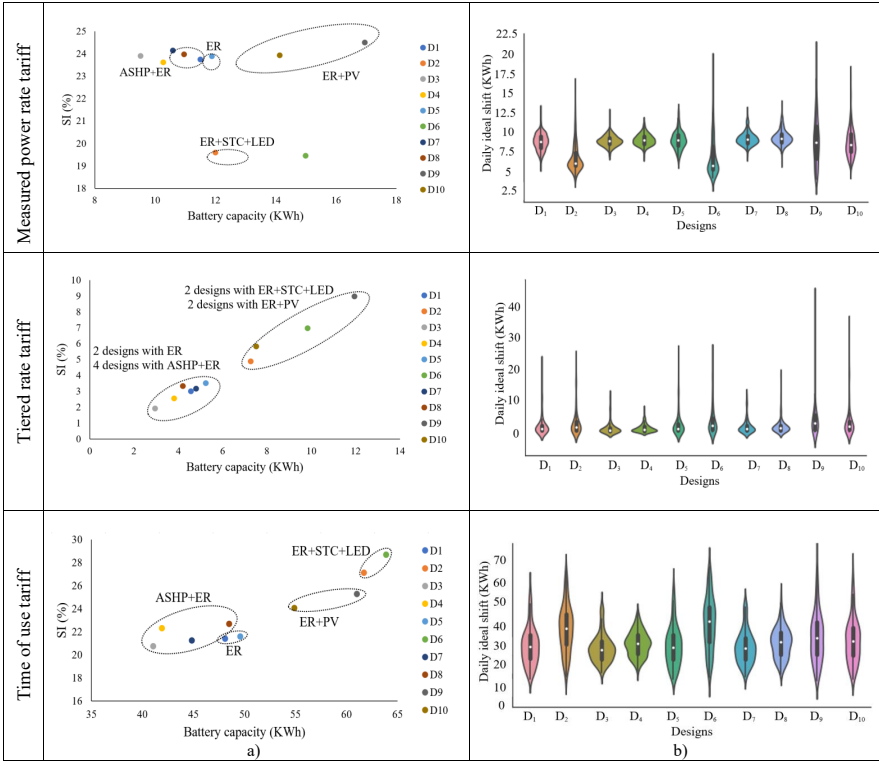 Measured power rate tariff
25
24
23
22
21
20
19
18
SI (%)
8
10
12
14
16
18
Battery capacity (KWh)
ER
ASHP+ER
ER+PV
ER+STC+LED
D1
D2
D3
D4
D5
D6
D7
D8
D9
D10
22.5
20
17.5
15
12.5
10
7.5
5
2.5
Daily ideal shift (KWh)
D1
D2
D3
D4
D5
D6
D7
D8
D9
D10
Designs
Tiered rate tariff
10
9
8
7
6
5
4
3
2
1
0
SI (%)
0
2
4
6
8
10
12
14
Battery capacity (KWh)
2 designs with ER+STC+LED
2 designs with ER+PV
2 designs with ER
4 designs with ASHP+ER
D1
D2
D3
D4
D5
D6
D7
D8
D9
D10
40
30
20
10
0
Daily ideal shift (KWh)
D1
D2
D3
D4
D5
D6
D7
D8
D9
D10
Designs
Time of use tariff
30
28
26
24
22
20
18
16
SI (%)
35
40
45
50
55
60
65
Battery capacity (KWh)
ER+STC+LED
ASHP+ER
ER+PV
ER
D1
D2
D3
D4
D5
D6
D7
D8
D9
D10
a)
70
60
50
40
30
20
10
0
Daily ideal shift (KWh)
D1
D2
D3
D4
D5
D6
D7
D8
D9
D10
Designs
b)